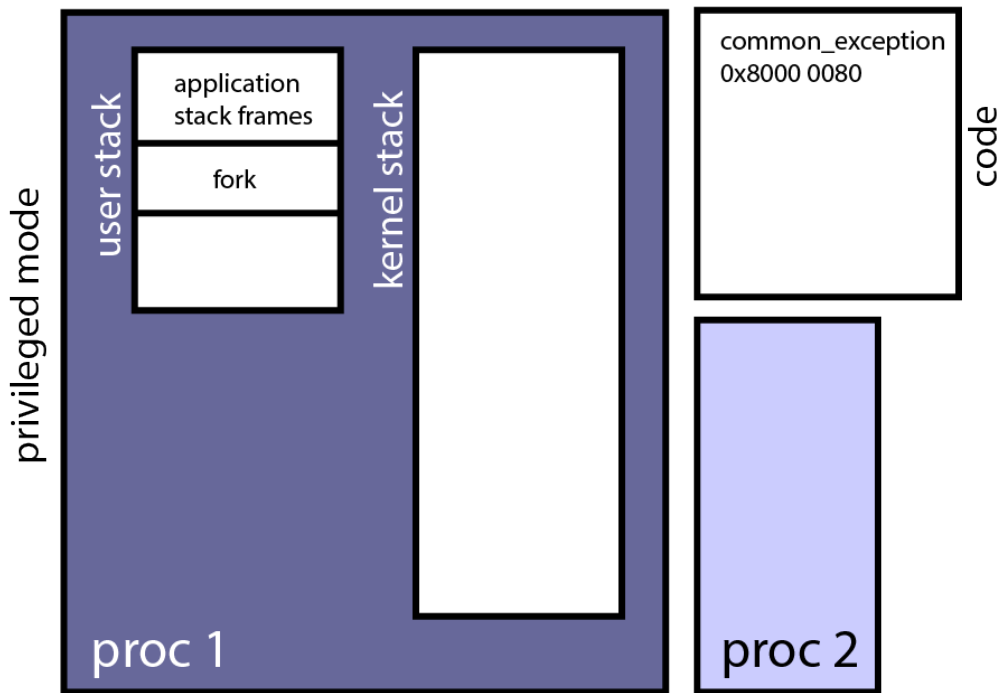 privileged mode
user stack
application
stack frames
fork
kernel stack
proc 1
common_exception
0x8000 0080
code
proc 2